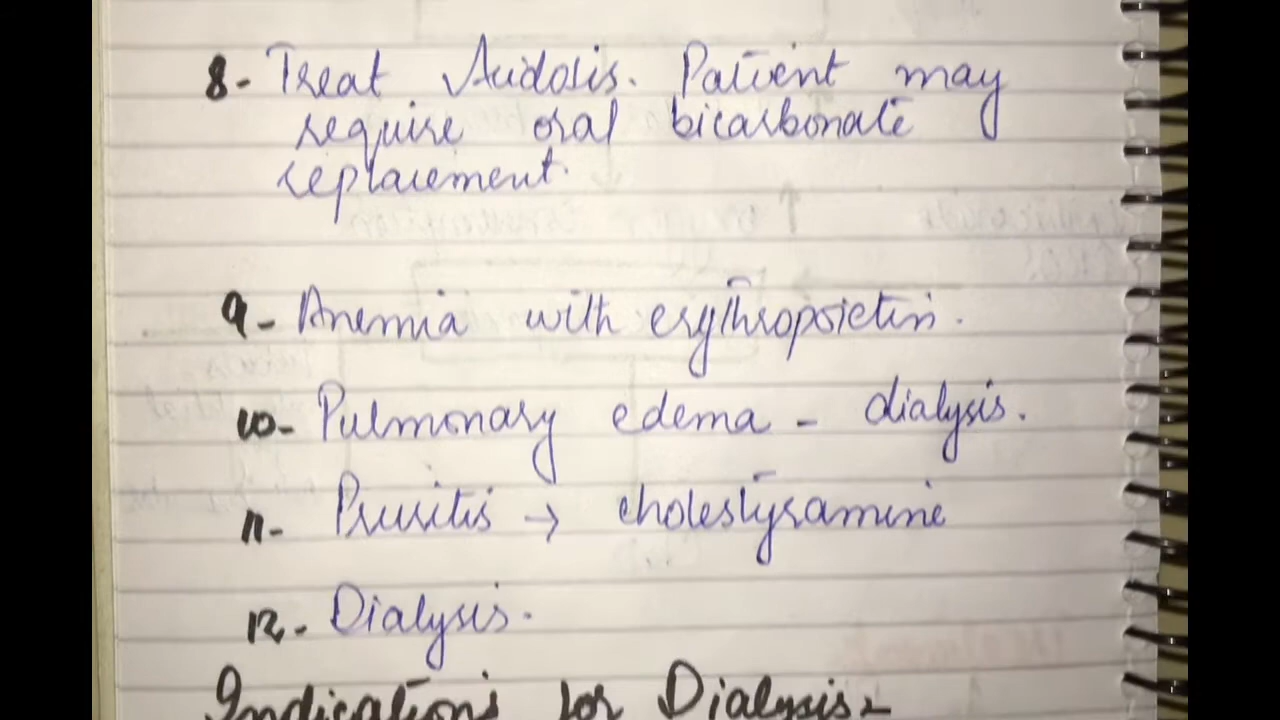 8- Treat Acidosis. Patient may
require oral bicarbonate
replacement.
9- Anemia with erythropoietin.
10- Pulmonary edema - dialysis.
11- Pruritis → cholestyramine
12- Dialysis.
Indications for Dialysis:-